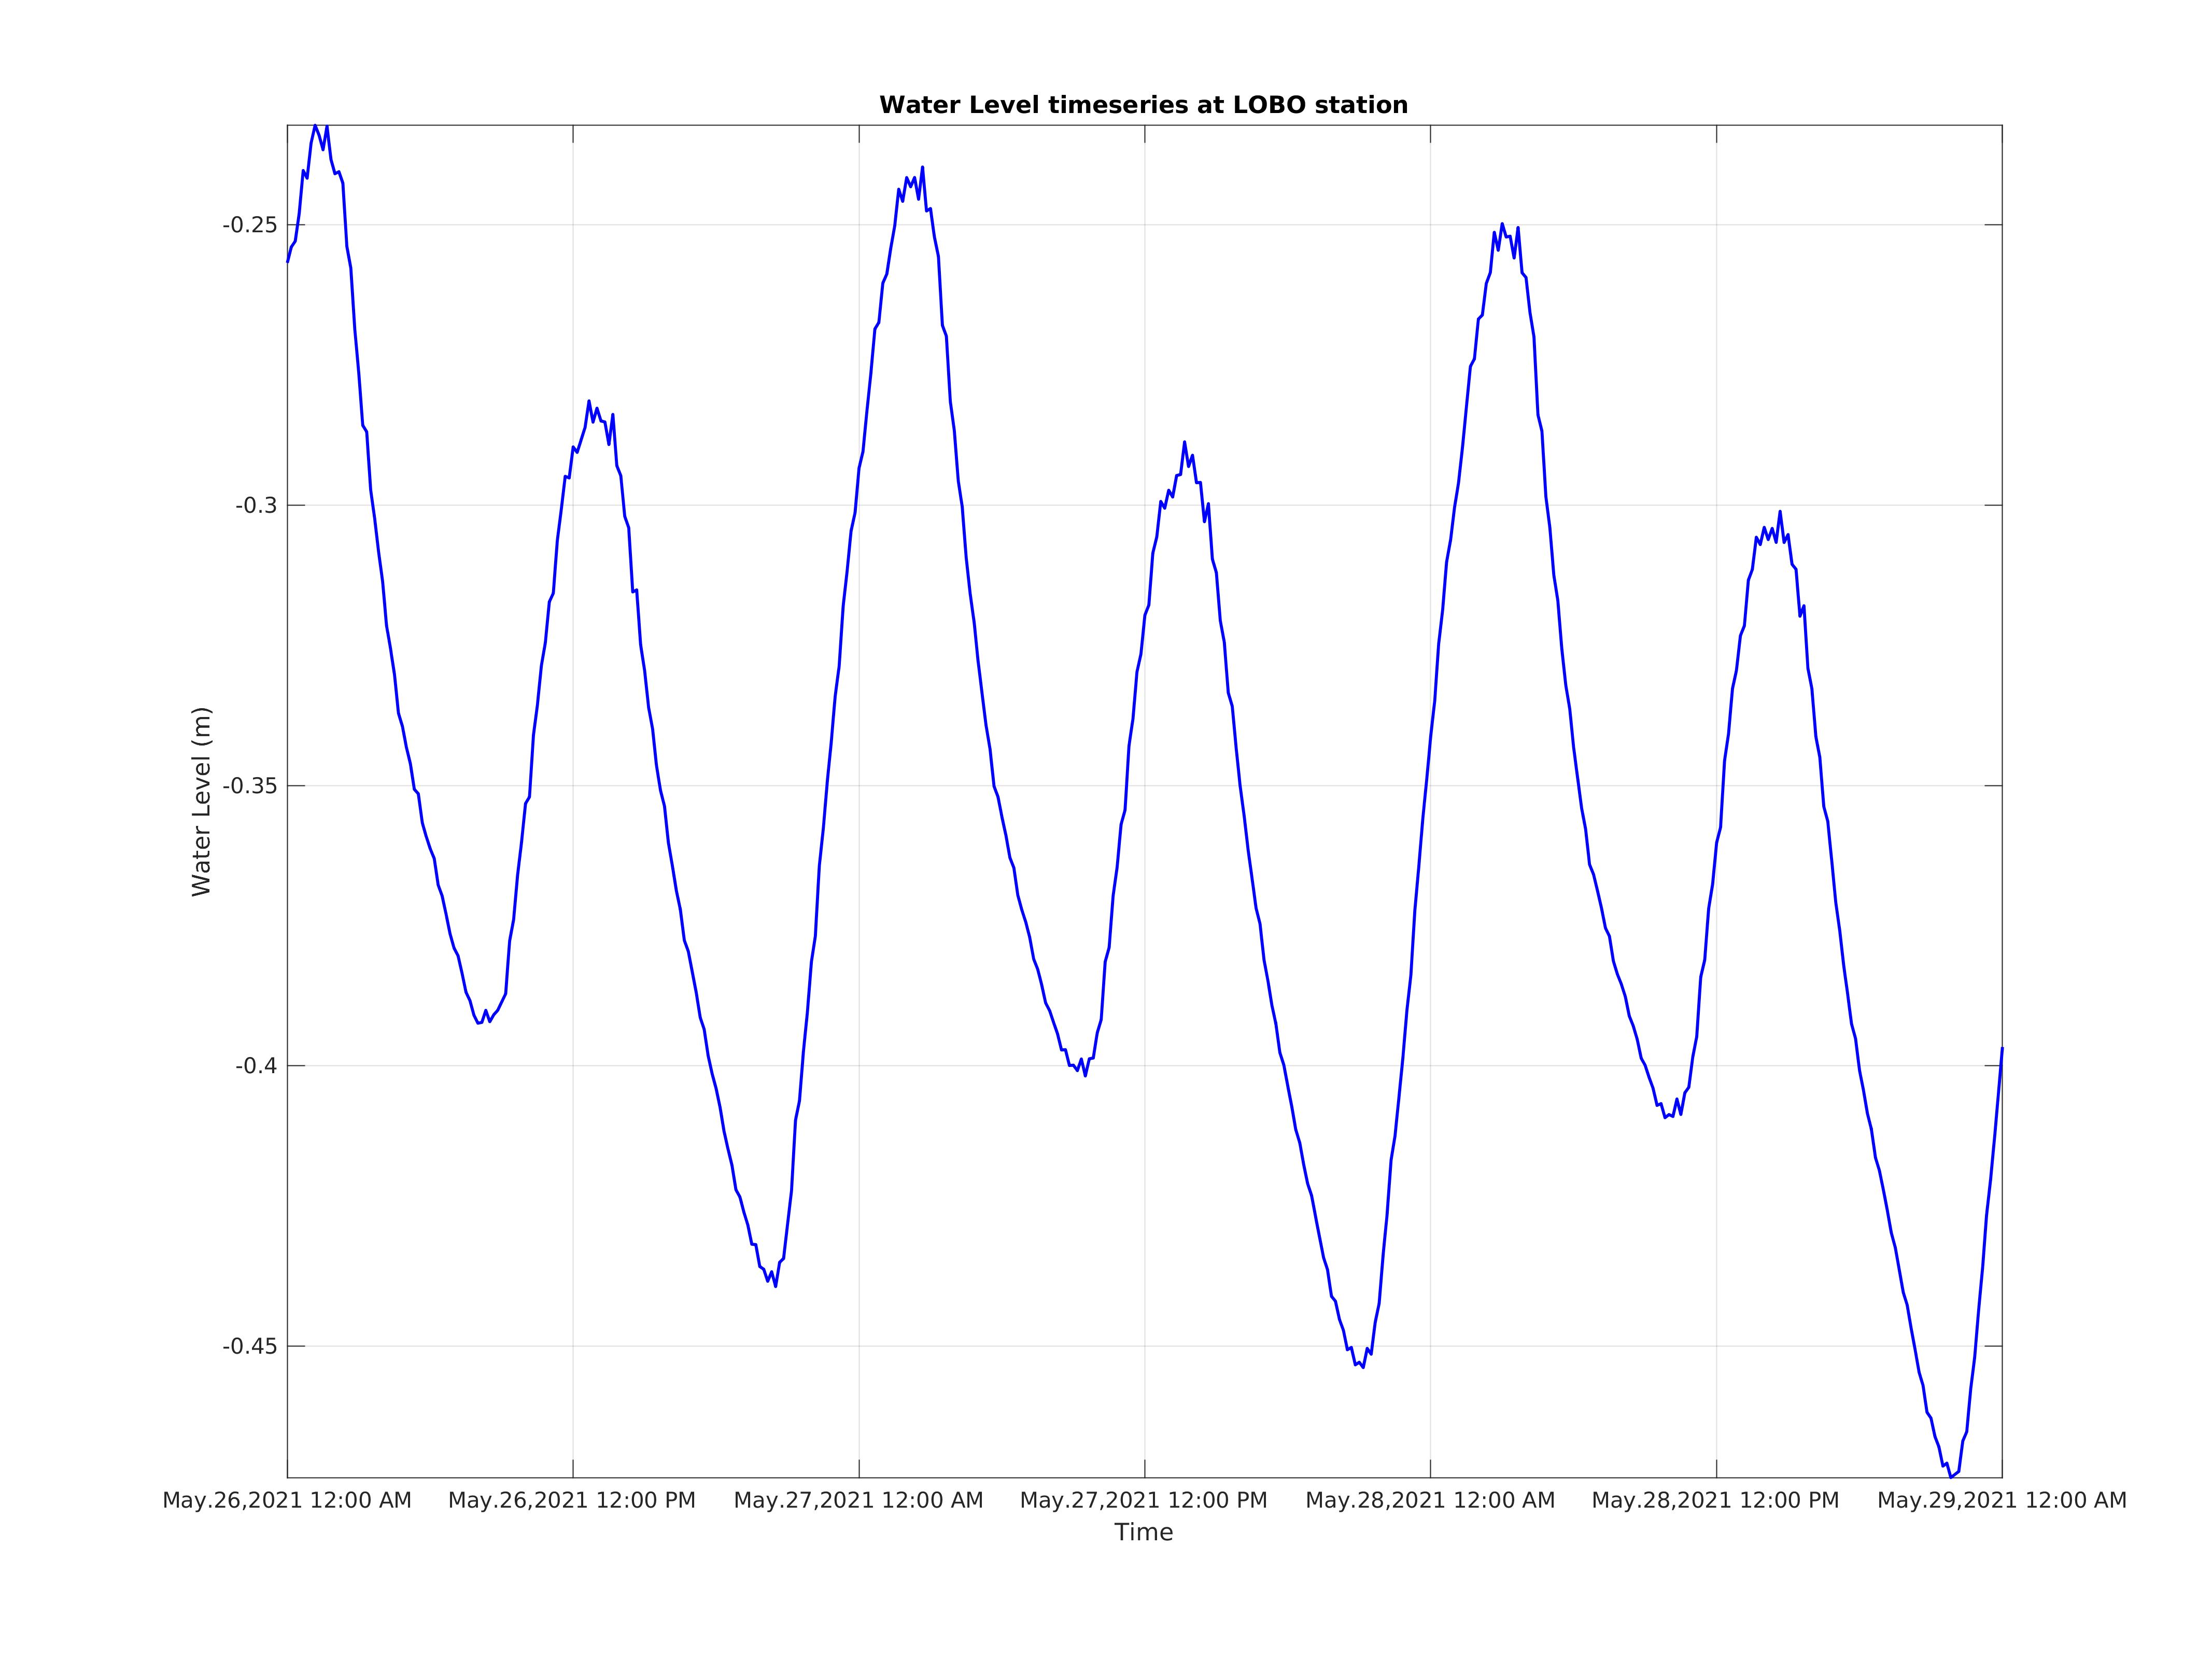 Water Level timeseries at LOBO station
-0.25
-0.3
-0.35
-0.4
-0.45
Water Level (m)
May.26,2021 12:00 AM May.26,2021 12:00 PM May.27,2021 12:00 AM May.27,2021 12:00 PM May.28,2021 12:00 AM May.28,2021 12:00 PM May.29,2021 12:00 AM
Time